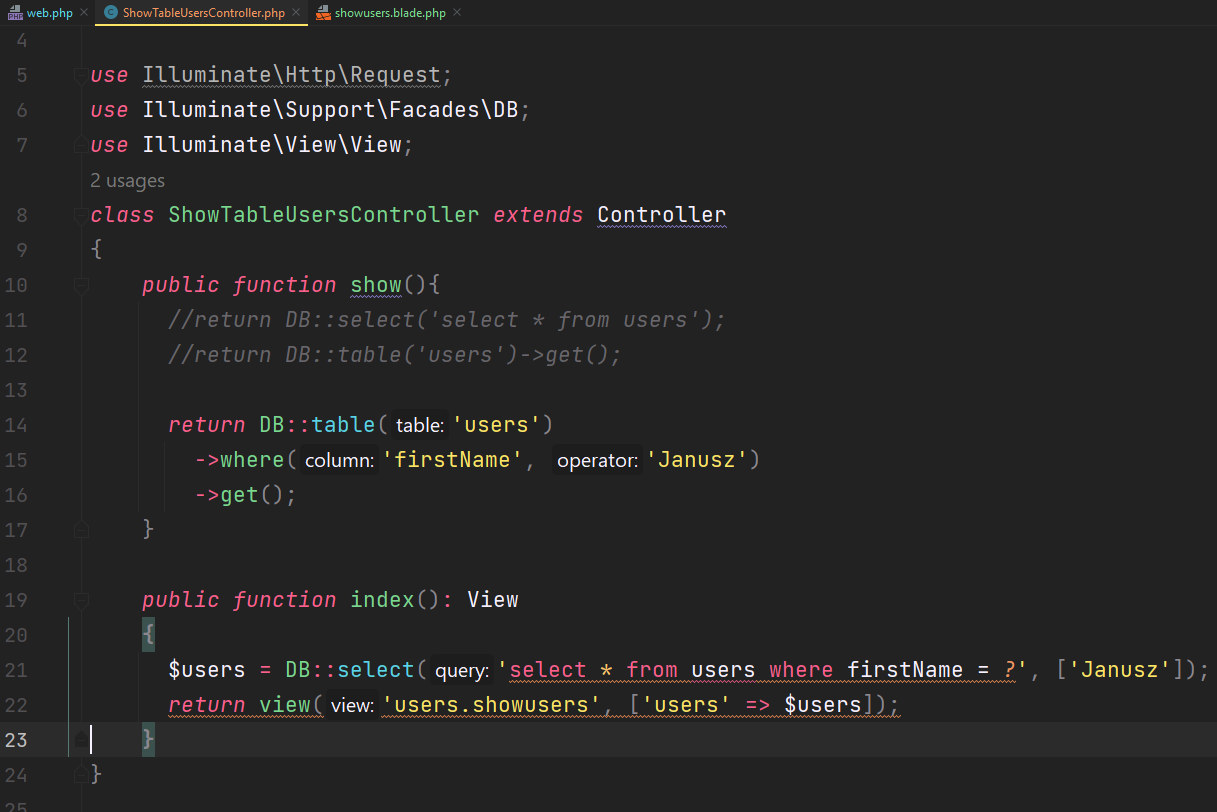 web.php ShowTableUsersController.php showusers.blade.php
4
5 use Illuminate\Http\Request;
6 use Illuminate\Support\Facades\DB;
7 use Illuminate\View\View;
2 usages
8 class ShowTableUsersController extends Controller
9 {
10 public function show(){
11 //return DB::select('select * from users');
12 //return DB::table('users')->get();
13
14 return DB::table( table: 'users')
15 ->where( column: 'firstName', operator: 'Janusz')
16 ->get();
17 }
18
19 public function index(): View
20 {
21 $users = DB::select( query: 'select * from users where firstName = ?', ['Janusz']);
22 return view( view: 'users.showusers', ['users' => $users]);
23 }
24 }
25